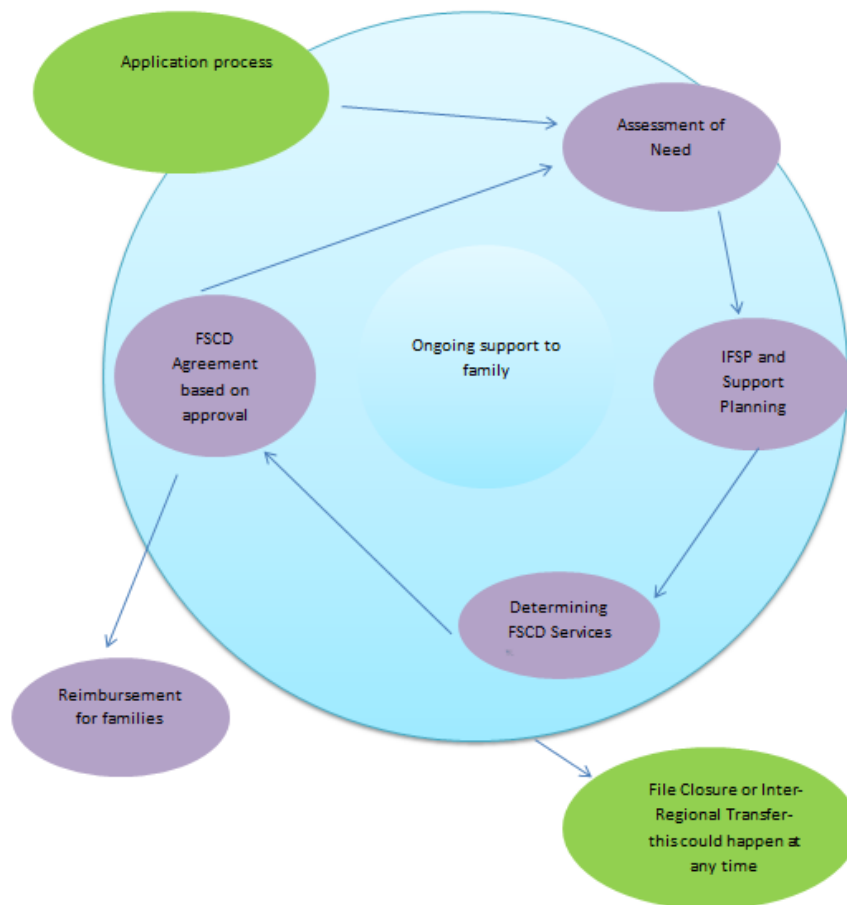 Application process
Assessment of
Need
FSCD
Agreement
based on
approval
Ongoing support to
family
IFSP and
Support
Planning
Determining
FSCD Services
Reimbursement
for families
File Closure or Inter-
Regional Transfer-
this could happen at
any time